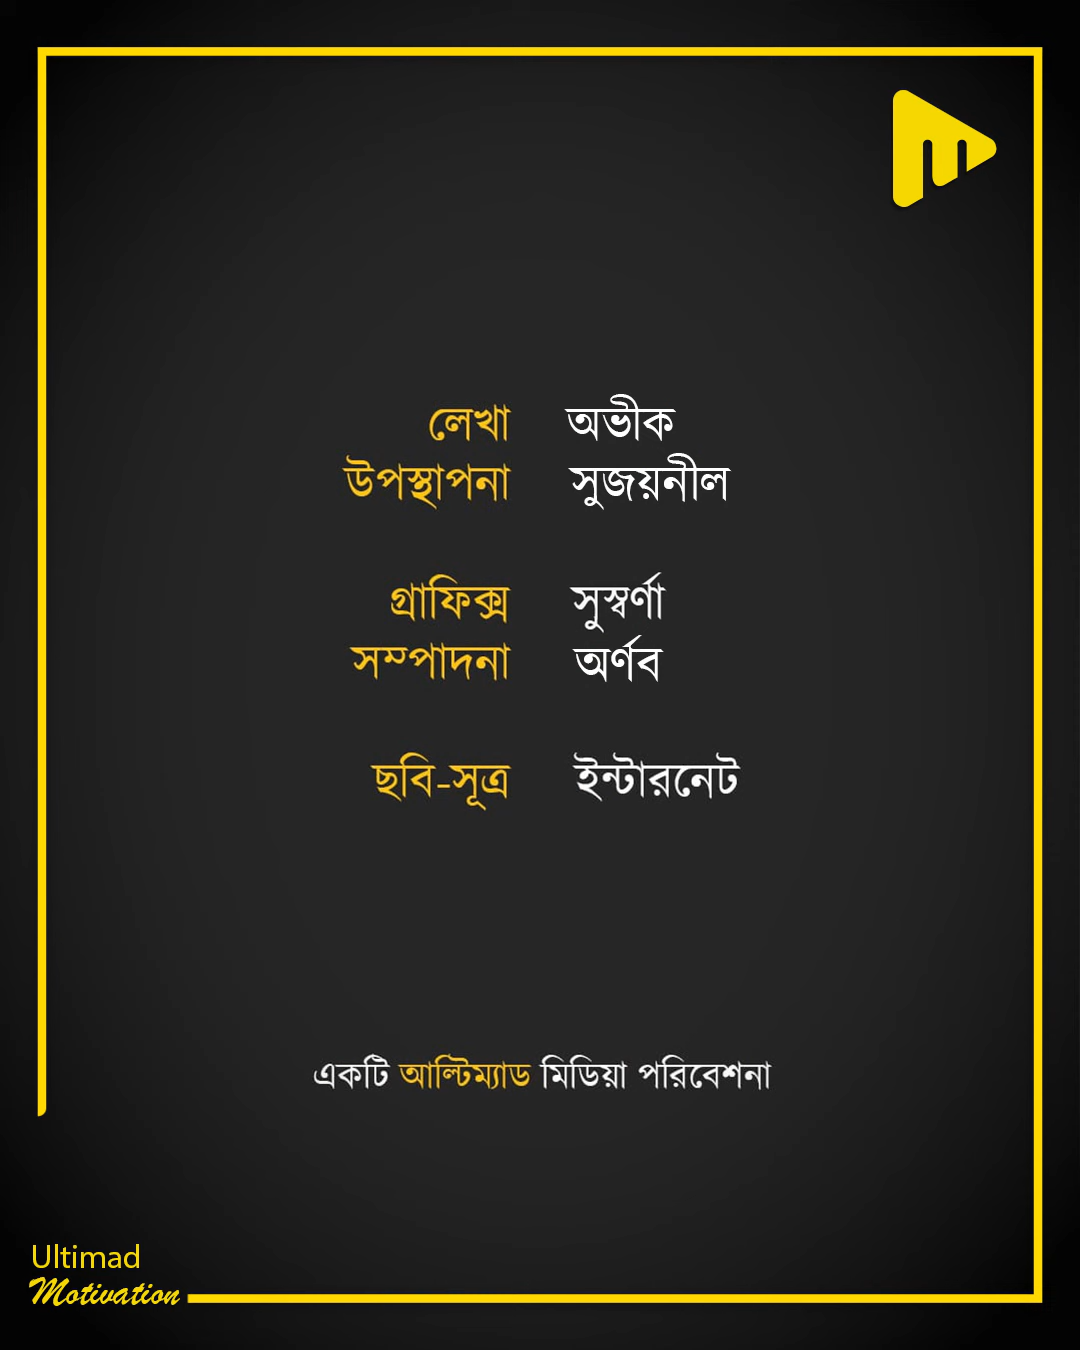 লেখা অভীক
উপস্থাপনা সুজয়নীল
গ্রাফিক্স সুস্বর্ণা
সম্পাদনা অর্ণব
ছবি-সূত্র ইন্টারনেট
একটি আল্টিম্যাড মিডিয়া পরিবেশনা
Ultimad
Motivation